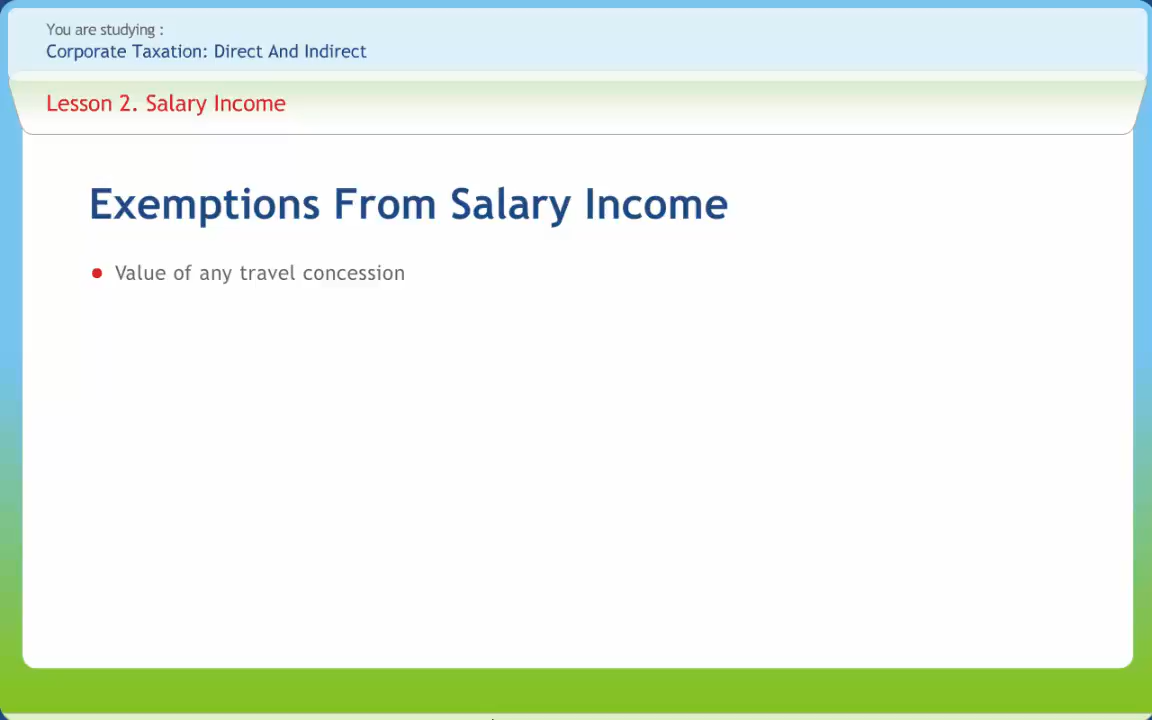 You are studying :
Corporate Taxation: Direct And Indirect
Lesson 2. Salary Income
Exemptions From Salary Income
Value of any travel concession